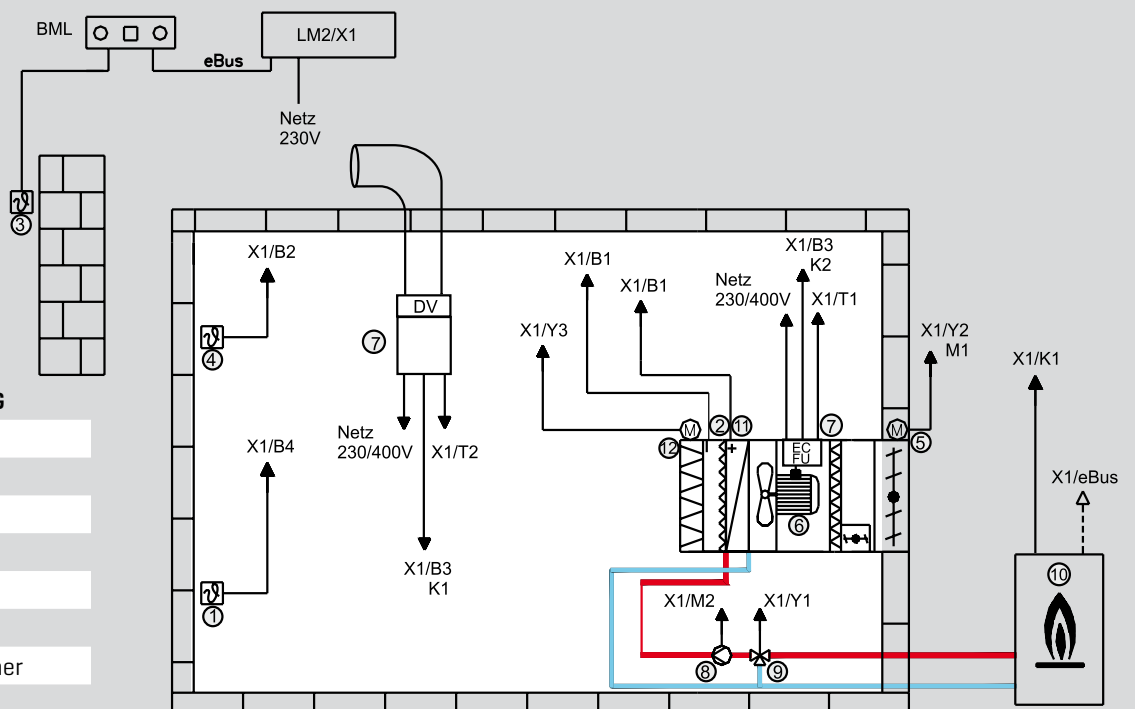 BML
LM2/X1
eBus
Netz
230V
3
X1/B2
4
DV
7
Netz
230/400V
X1/T2
X1/B3
K1
X1/B4
1
X1/Y3
X1/B1
X1/B1
X1/B3
K2
Netz
230/400V
X1/T1
X1/Y2
M1
M
12
2
11
7
M
5
EC
FU
6
X1/M2
X1/Y1
8
9
X1/K1
X1/eBus
10
G
ner